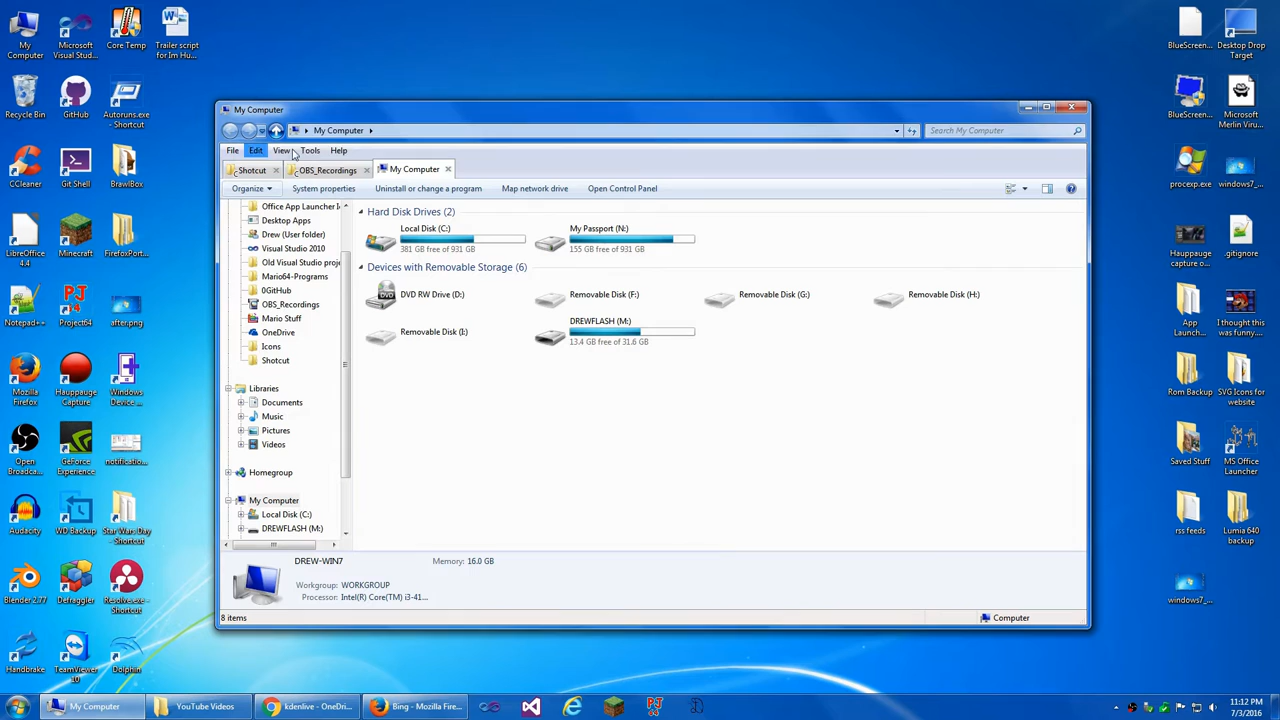 My Computer
Microsoft Visual Stud...
Core Temp
Trailer script for Im Hu...
Recycle Bin
GitHub
Autoruns.exe - Shortcut
CCleaner
Git Shell
BrawlBox
LibreOffice 4.4
Minecraft
FirefoxPort...
Notepad++
Project64
after.png
Mozilla Firefox
Hauppauge Capture
Windows Device ...
Open Broadca...
GeForce Experience
notificatio...
Audacity
WD Backup
Star Wars Day - Shortcut
Blender 2.77
Defraggler
Resolve.exe - Shortcut
Handbrake
TeamViewer 10
Dolphin
My Computer
My Computer
Search My Computer
File Edit View Tools Help
Shotcut OBS_Recordings My Computer
Organize System properties Uninstall or change a program Map network drive Open Control Panel
Office App Launcher I
Desktop Apps
Drew (User folder)
Visual Studio 2010
Old Visual Studio proj
Mario64-Programs
0GitHub
OBS_Recordings
Mario Stuff
OneDrive
Icons
Shotcut
Libraries
Documents
Music
Pictures
Videos
Homegroup
My Computer
Local Disk (C:)
DREWFLASH (M:)
Hard Disk Drives (2)
Local Disk (C:)
381 GB free of 931 GB
My Passport (N:)
155 GB free of 931 GB
Devices with Removable Storage (6)
DVD RW Drive (D:)
Removable Disk (F:)
Removable Disk (G:)
Removable Disk (H:)
Removable Disk (I:)
DREWFLASH (M:)
13.4 GB free of 31.6 GB
DREW-WIN7 Memory: 16.0 GB
Workgroup: WORKGROUP
Processor: Intel(R) Core(TM) i3-41...
8 items
Computer
BlueScreen...
Desktop Drop Target
BlueScreen...
Microsoft Merlin Viru...
procexp.exe
windows7_...
Hauppauge capture o...
.gitignore
App Launcher
I thought this was funny....
Rom Backup
SVG Icons for website
Saved Stuff
MS Office Launcher
rss feeds
Lumia 640 backup
windows7_...
My Computer
YouTube Videos
kdenlive - OneDri...
Bing - Mozilla Fire...
11:12 PM
7/3/2016